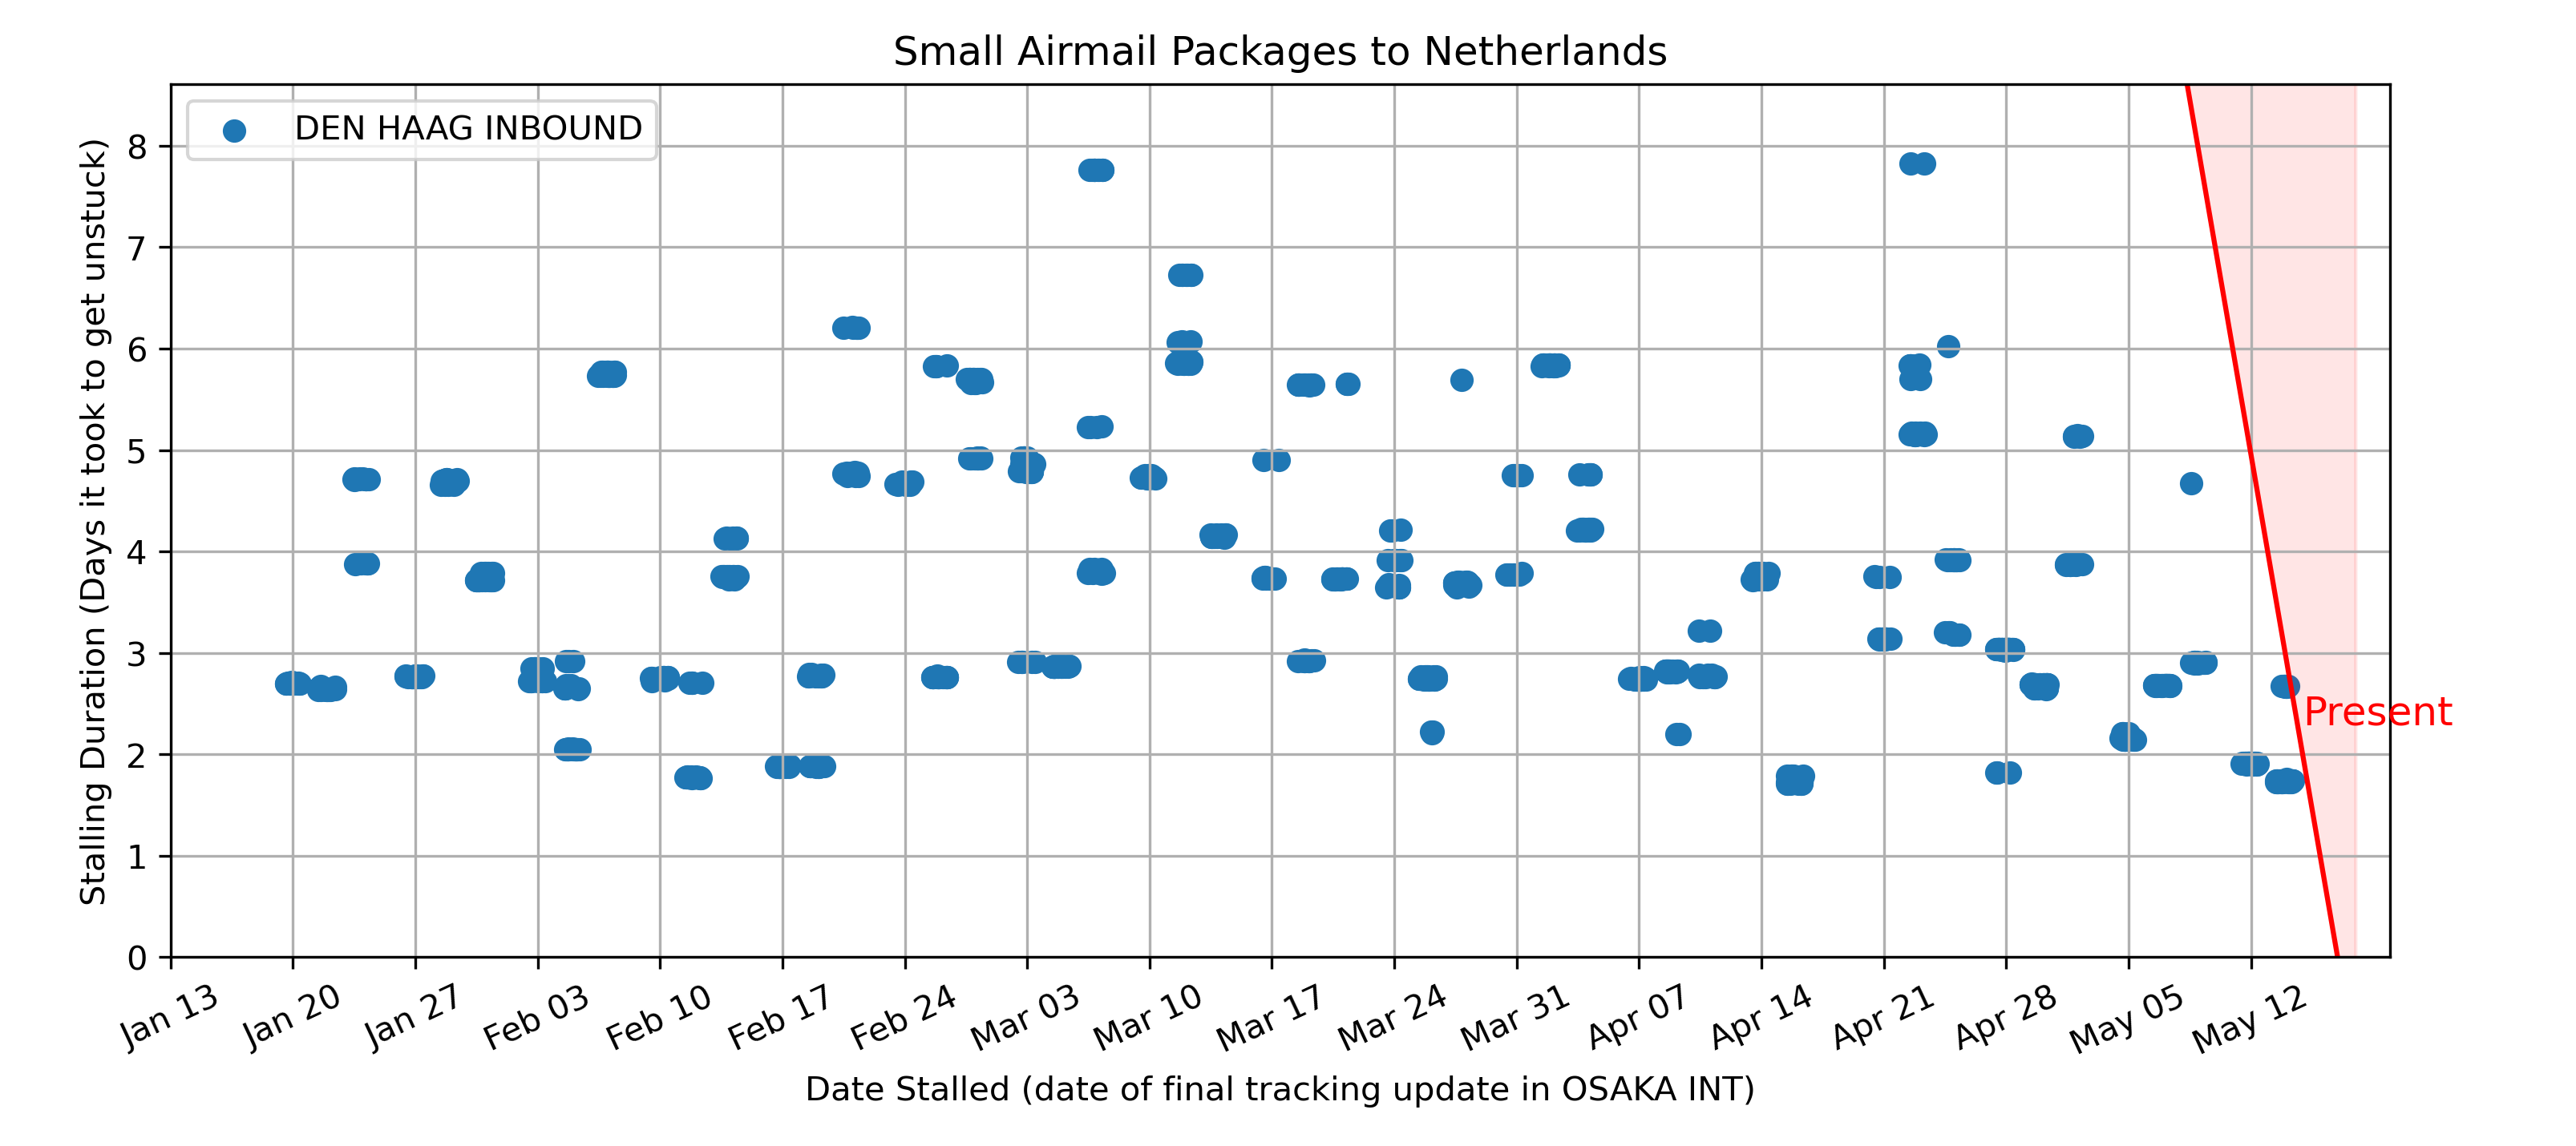 Small Airmail Packages to Netherlands
DEN HAAG INBOUND
Stalling Duration (Days it took to get unstuck)
8
7
6
5
4
3
2
1
0
Present
Jan 13
Jan 20
Jan 27
Feb 03
Feb 10
Feb 17
Feb 24
Mar 03
Mar 10
Mar 17
Mar 24
Mar 31
Apr 07
Apr 14
Apr 21
Apr 28
May 05
May 12
Date Stalled (date of final tracking update in OSAKA INT)